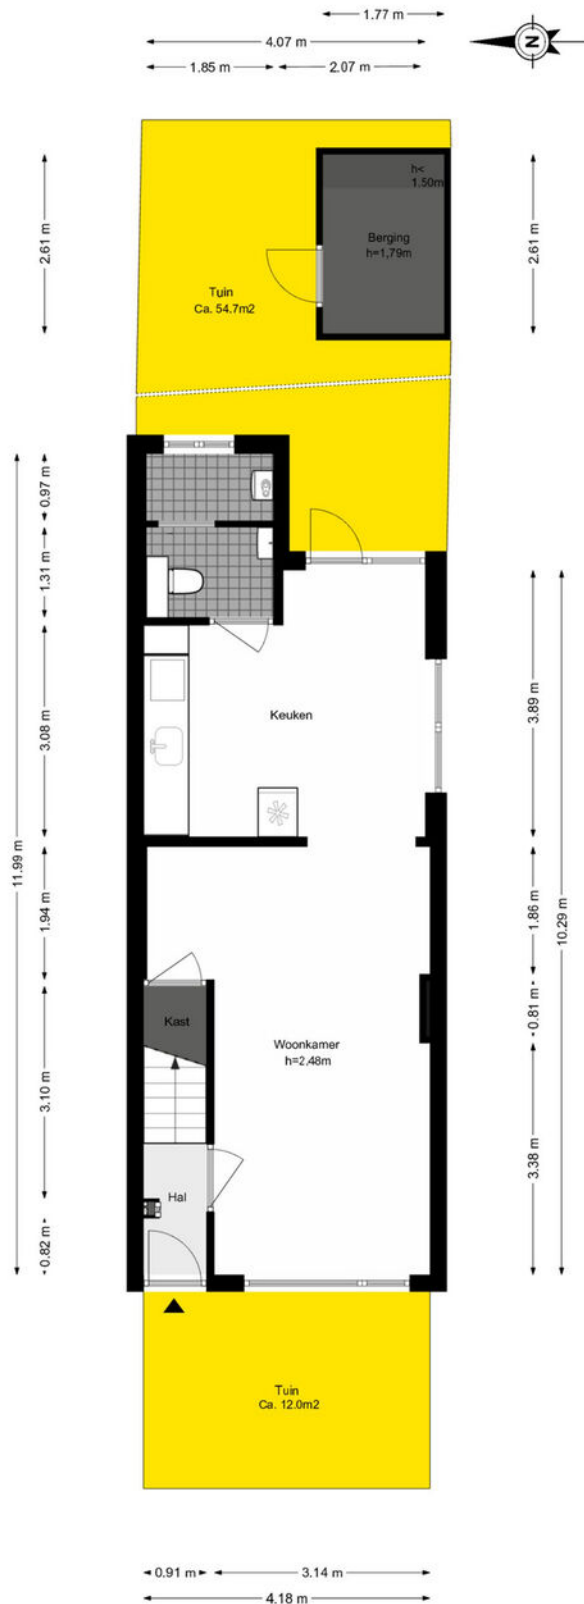 1.77 m
4.07 m
N
1.85 m
2.07 m
2.61 m
h<
1.50m
Berging
h=1,79m
2.61 m
Tuin
Ca. 54.7m2
0.97 m
1.31 m
3.08 m
Keuken
3.89 m
11.99 m
1.94 m
1.86 m
10.29 m
Kast
0.81 m
Woonkamer
h=2,48m
3.10 m
3.38 m
Hal
0.82 m
Tuin
Ca. 12.0m2
0.91 m
3.14 m
4.18 m